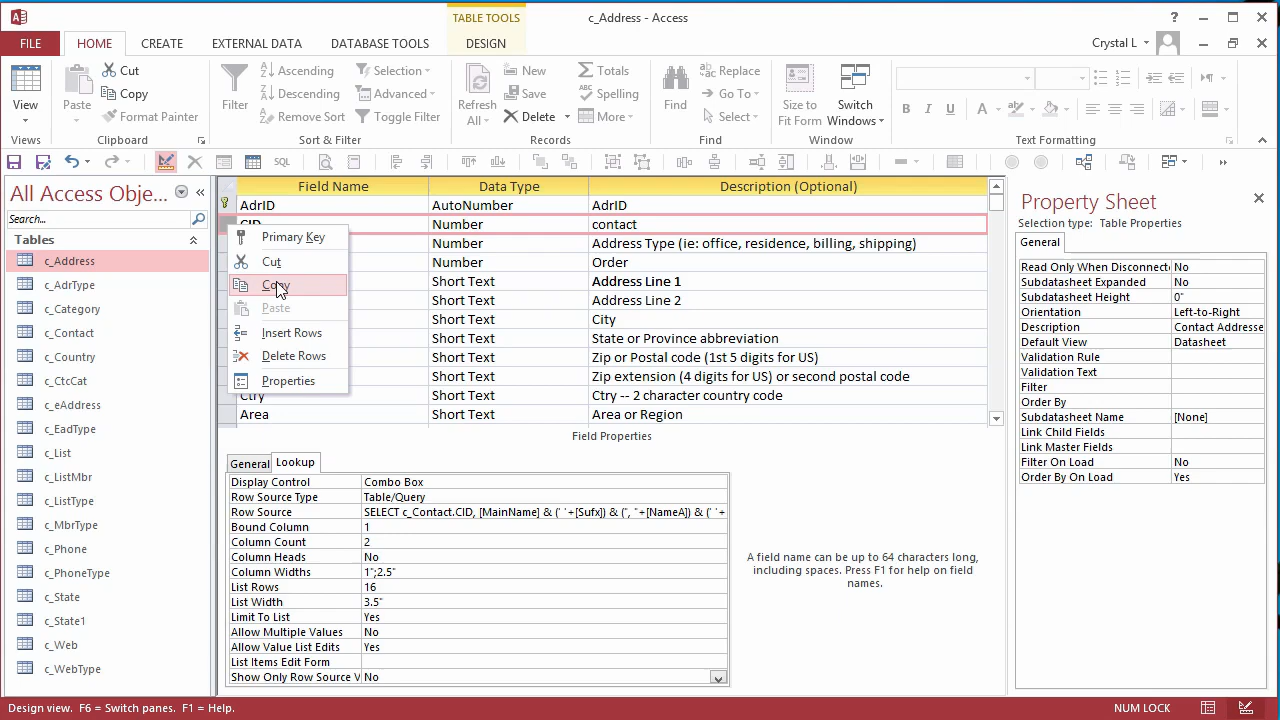 TABLE TOOLS
c_Address - Access
FILE HOME CREATE EXTERNAL DATA DATABASE TOOLS DESIGN Crystal L
View
Views
Paste
Cut
Copy
Format Painter
Clipboard
Filter
Ascending
Descending
Remove Sort
Selection
Advanced
Sort & Filter
Refresh
All
New
Save
Delete
Totals
Spelling
More
Records
Find
Replace
Go To
Select
Find
Size to
Fit Form
Switch
Windows
Window
Text Formatting
SQL
All Access Obje...
Search...
Tables
c_Address
c_AdrType
c_Category
c_Contact
c_Country
c_CtcCat
c_eAddress
c_EadType
c_List
c_ListMbr
c_ListType
c_MbrType
c_Phone
c_PhoneType
c_State
c_State1
c_Web
c_WebType
Field Name Data Type Description (Optional)
AdrID AutoNumber AdrID
CID Number contact
Number Address Type (ie: office, residence, billing, shipping)
Number Order
Short Text Address Line 1
Short Text Address Line 2
Short Text City
Short Text State or Province abbreviation
Short Text Zip or Postal code (1st 5 digits for US)
Short Text Zip extension (4 digits for US) or second postal code
Ctry Short Text Ctry -- 2 character country code
Area Short Text Area or Region
Primary Key
Cut
Copy
Paste
Insert Rows
Delete Rows
Properties
Field Properties
General Lookup
Display Control Combo Box
Row Source Type Table/Query
Row Source SELECT c_Contact.CID, [MainName] & (' '+[Sufx]) & (", "+[NameA]) & (' '+
Bound Column 1
Column Count 2
Column Heads No
Column Widths 1";2.5"
List Rows 16
List Width 3.5"
Limit To List Yes
Allow Multiple Values No
Allow Value List Edits Yes
List Items Edit Form
Show Only Row Source V No
A field name can be up to 64 characters long,
including spaces. Press F1 for help on field
names.
Property Sheet
Selection type: Table Properties
General
Read Only When Disconnect No
Subdatasheet Expanded No
Subdatasheet Height 0"
Orientation Left-to-Right
Description Contact Addresse
Default View Datasheet
Validation Rule
Validation Text
Filter
Order By
Subdatasheet Name [None]
Link Child Fields
Link Master Fields
Filter On Load No
Order By On Load Yes
Design view. F6 = Switch panes. F1 = Help. NUM LOCK